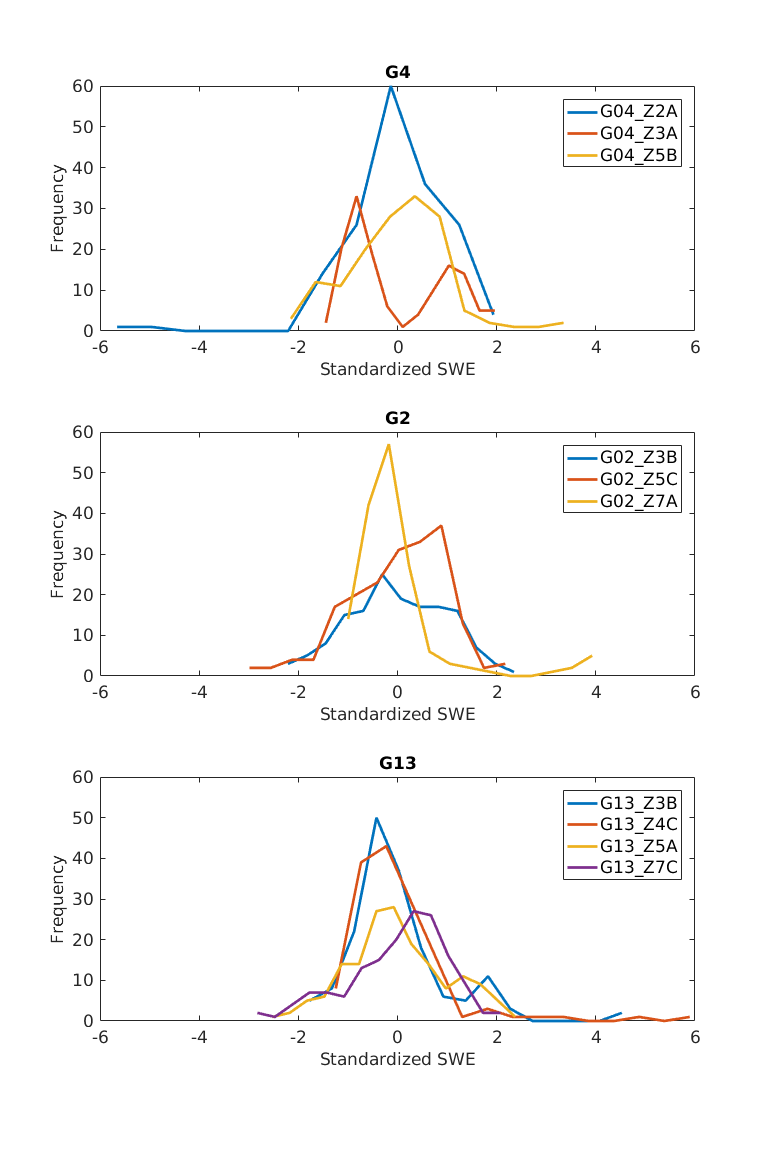 G4
60
50
40
30
20
10
0
Frequency
G04_Z2A
G04_Z3A
G04_Z5B
-6 -4 -2 0 2 4 6
Standardized SWE
G2
60
50
40
30
20
10
0
Frequency
G02_Z3B
G02_Z5C
G02_Z7A
-6 -4 -2 0 2 4 6
Standardized SWE
G13
60
50
40
30
20
10
0
Frequency
G13_Z3B
G13_Z4C
G13_Z5A
G13_Z7C
-6 -4 -2 0 2 4 6
Standardized SWE